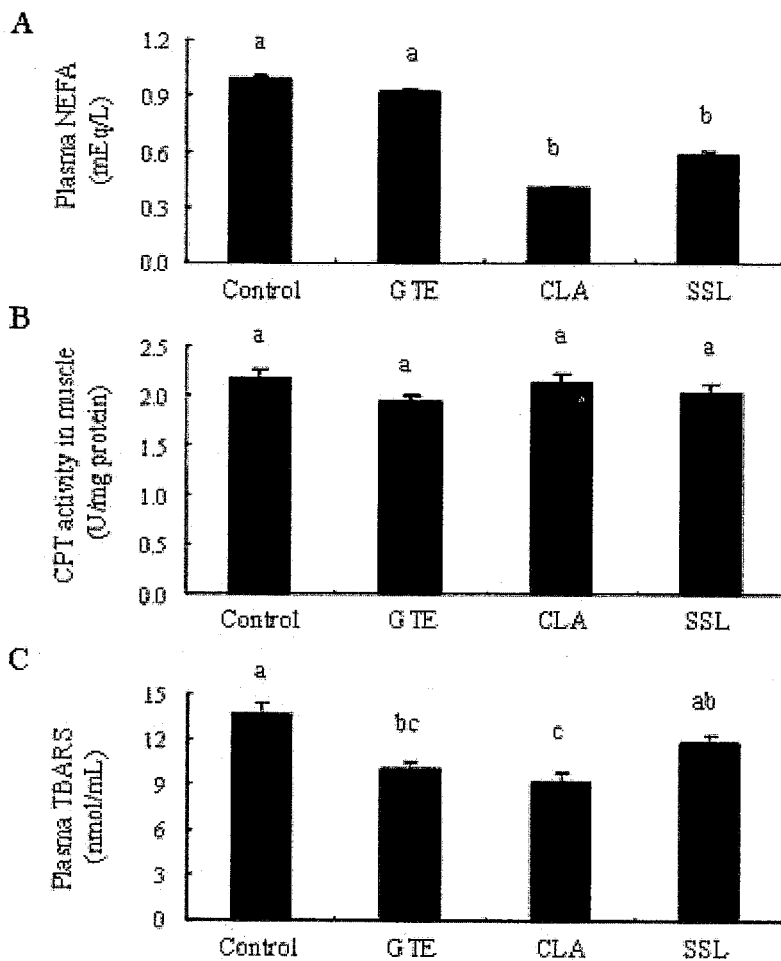 A
Plasma NEFA
(mEq/L)
1.2
0.9
0.6
0.3
0.0
a
a
b
b
Control GTE CLA SSL
B
CPT activity in muscle
(U/mg protein)
2.5
2.0
1.5
1.0
0.5
0.0
a
a
a
a
Control GTE CLA SSL
C
Plasma TBARS
(nmol/mL)
15
12
9
6
3
0
a
bc
c
ab
Control GTE CLA SSL